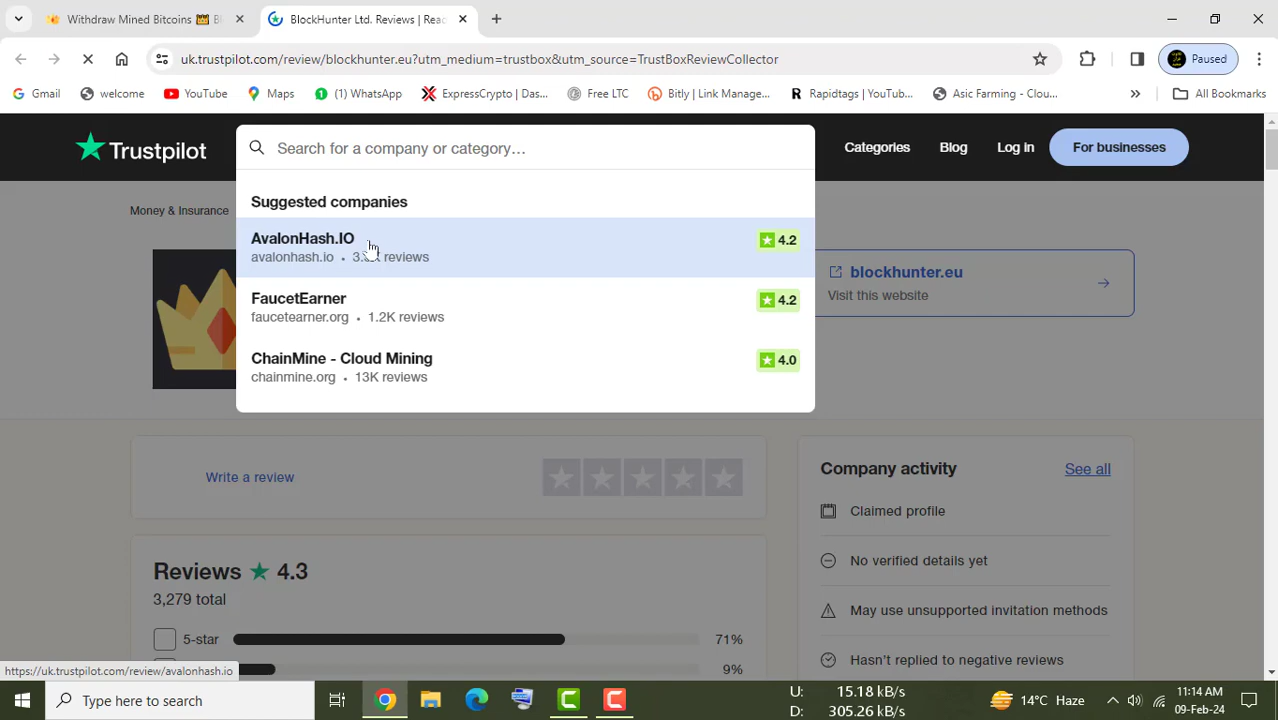 Withdraw Mined Bitcoins
BlockHunter Ltd. Reviews | Reac
uk.trustpilot.com/review/blockhunter.eu?utm_medium=trustbox&utm_source=TrustBoxReviewCollector
Paused
Gmail
welcome
YouTube
Maps
(1) WhatsApp
ExpressCrypto | Das...
Free LTC
Bitly | Link Manage...
Rapidtags | YouTub...
Asic Farming - Clou...
»
All Bookmarks
Trustpilot
Search for a company or category...
Categories
Blog
Log in
For businesses
Suggested companies
Money & Insurance
AvalonHash.IO
4.2
avalonhash.io • reviews
blockhunter.eu
Visit this website
FaucetEarner
4.2
faucetearner.org • 1.2K reviews
ChainMine - Cloud Mining
4.0
chainmine.org • 13K reviews
Write a review
Company activity
See all
Claimed profile
No verified details yet
May use unsupported invitation methods
Hasn't replied to negative reviews
Reviews ★ 4.3
3,279 total
5-star
71%
9%
https://uk.trustpilot.com/review/avalonhash.io
Type here to search
U: 15.18 kB/s
D: 305.26 kB/s
14°C Haze
11:14 AM
09-Feb-24